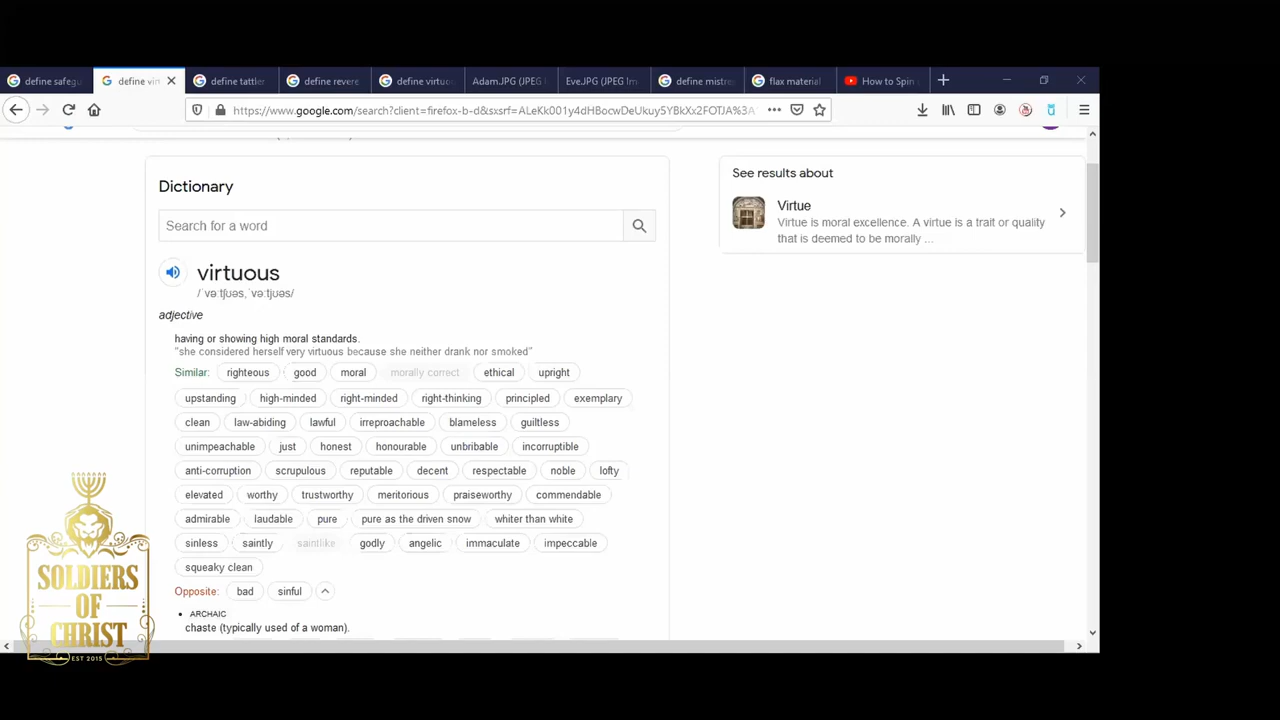 define safegu
define virt
define tattler
define revere
define virtuo
Adam.JPG (JPEG I
Eve.JPG (JPEG Im
define mistre
flax material
How to Spin
https://www.google.com/search?client=firefox-b-d&sxsrf=ALeKk001y4dHBocwDeUkuy5YBkXx2FOTJA%3A
Dictionary
Search for a word
virtuous
/ˈvəːtʃʊəs,ˈvəːtjʊəs/
adjective
having or showing high moral standards.
"she considered herself very virtuous because she neither drank nor smoked"
Similar: righteous good moral morally correct ethical upright
upstanding high-minded right-minded right-thinking principled exemplary
clean law-abiding lawful irreproachable blameless guiltless
unimpeachable just honest honourable unbribable incorruptible
anti-corruption scrupulous reputable decent respectable noble lofty
elevated worthy trustworthy meritorious praiseworthy commendable
admirable laudable pure pure as the driven snow whiter than white
sinless saintly saintlike godly angelic immaculate impeccable
squeaky clean
Opposite: bad sinful
• ARCHAIC
chaste (typically used of a woman).
See results about
Virtue
Virtue is moral excellence. A virtue is a trait or quality
that is deemed to be morally ...
SOLDIERS
OF
CHRIST
EST 2015